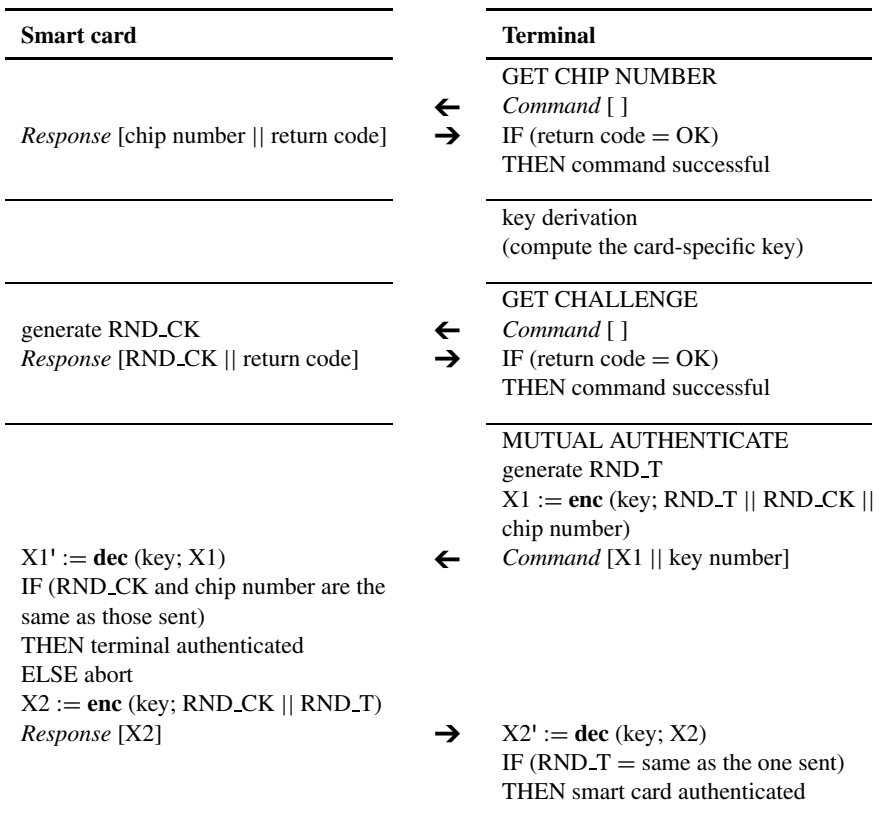 Smart card Terminal
GET CHIP NUMBER
← Command [ ]
Response [chip number || return code] → IF (return code = OK)
THEN command successful
key derivation
(compute the card-specific key)
GET CHALLENGE
generate RND_CK ← Command [ ]
Response [RND_CK || return code] → IF (return code = OK)
THEN command successful
MUTUAL AUTHENTICATE
generate RND_T
X1 := enc (key; RND_T || RND_CK ||
chip number)
X1' := dec (key; X1) ← Command [X1 || key number]
IF (RND_CK and chip number are the
same as those sent)
THEN terminal authenticated
ELSE abort
X2 := enc (key; RND_CK || RND_T)
Response [X2] → X2' := dec (key; X2)
IF (RND_T = same as the one sent)
THEN smart card authenticated